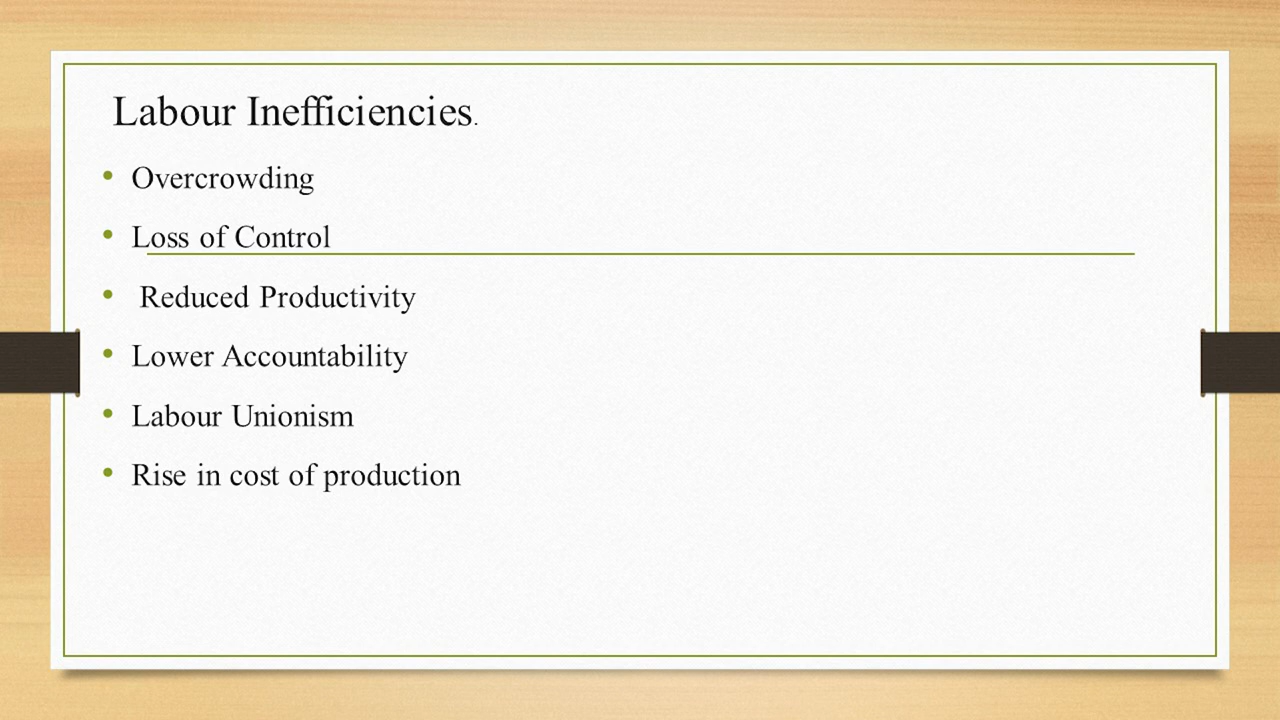 Labour Inefficiencies.
• Overcrowding
• Loss of Control
• Reduced Productivity
• Lower Accountability
• Labour Unionism
• Rise in cost of production